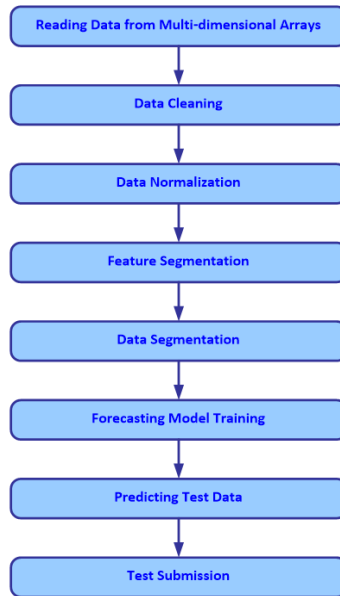 Reading Data from Multi-dimensional Arrays
Data Cleaning
Data Normalization
Feature Segmentation
Data Segmentation
Forecasting Model Training
Predicting Test Data
Test Submission